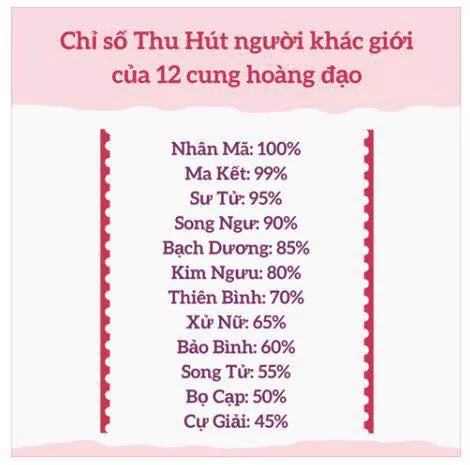 Chỉ số Thu Hút người khác giới
của 12 cung hoàng đạo
Nhân Mã: 100%
Ma Kết: 99%
Sư Tử: 95%
Song Ngư: 90%
Bạch Dương: 85%
Kim Ngưu: 80%
Thiên Bình: 70%
Xử Nữ: 65%
Bảo Bình: 60%
Song Tử: 55%
Bọ Cạp: 50%
Cự Giải: 45%